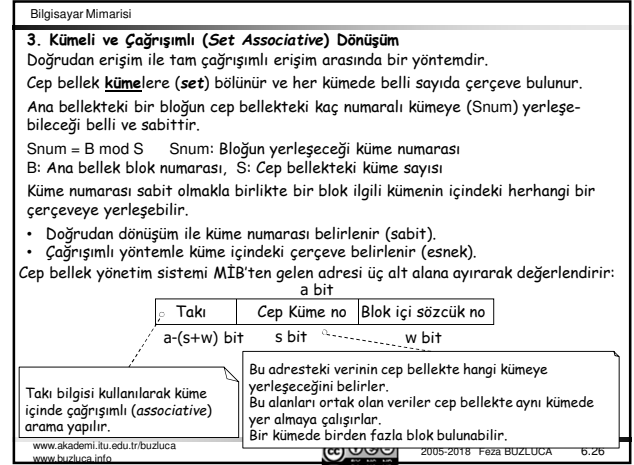 Bilgisayar Mimarisi
3. Kümeli ve Çağrışımlı (Set Associative) Dönüşüm
Doğrudan erişim ile tam çağrışımlı erişim arasında bir yöntemdir.
Cep bellek kümelere (set) bölünür ve her kümede belli sayıda çerçeve bulunur.
Ana bellekteki bir bloğun cep bellekteki kaç numaralı kümeye (Snum) yerleşe-
bileceği belli ve sabittir.
Snum = B mod S Snum: Bloğun yerleşeceği küme numarası
B: Ana bellek blok numarası, S: Cep bellekteki küme sayısı
Küme numarası sabit olmakla birlikte bir blok ilgili kümenin içindeki herhangi bir
çerçeveye yerleşebilir.
• Doğrudan dönüşüm ile küme numarası belirlenir (sabit).
• Çağrışımlı yöntemle küme içindeki çerçeve belirlenir (esnek).
Cep bellek yönetim sistemi MİB'ten gelen adresi üç alt alana ayırarak değerlendirir:
a bit
Takı Cep Küme no Blok içi sözcük no
a-(s+w) bit s bit w bit
Bu adresteki verinin cep bellekte hangi kümeye
yerleşeceğini belirler.
Bu alanları ortak olan veriler cep bellekte aynı kümede
yer almaya çalışırlar.
Bir kümede birden fazla blok bulunabilir.
Takı bilgisi kullanılarak küme
içinde çağrışımlı (associative)
arama yapılır.
www.akademi.itu.edu.tr/buzluca
www.buzluca.info
2005-2018 Feza BUZLUCA 6.26